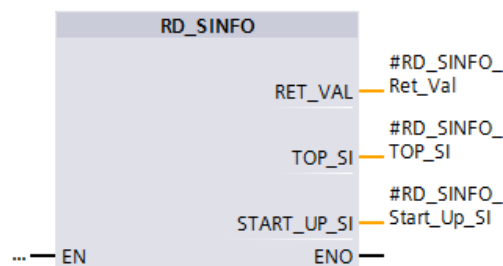 RD_SINFO
#RD_SINFO_
RET_VAL Ret_Val
#RD_SINFO_
TOP_SI TOP_SI
#RD_SINFO_
START_UP_SI Start_Up_SI
... EN ENO